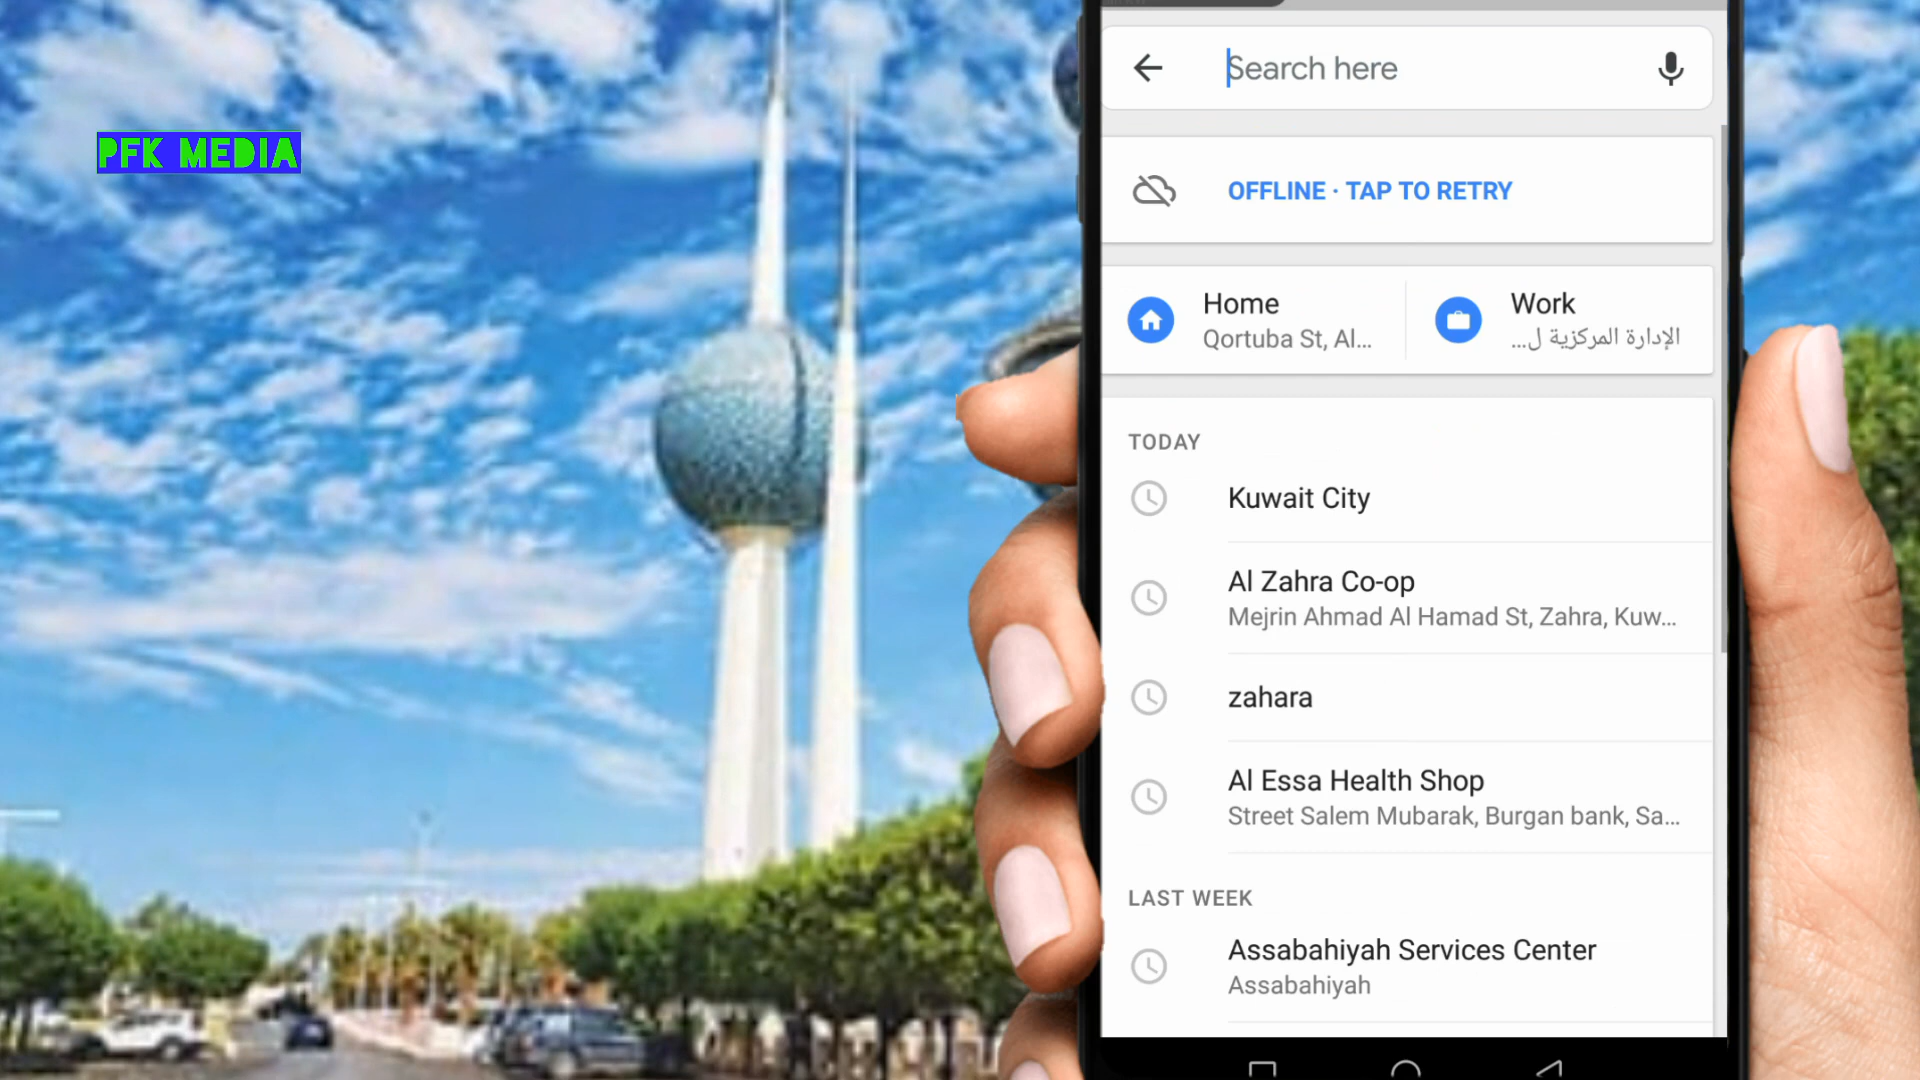 PFK MEDIA
Search here
OFFLINE · TAP TO RETRY
Home
Qortuba St, Al...
Work
الإدارة المركزية ل...
TODAY
Kuwait City
Al Zahra Co-op
Mejrin Ahmad Al Hamad St, Zahra, Kuw...
zahara
Al Essa Health Shop
Street Salem Mubarak, Burgan bank, Sa...
LAST WEEK
Assabahiyah Services Center
Assabahiyah